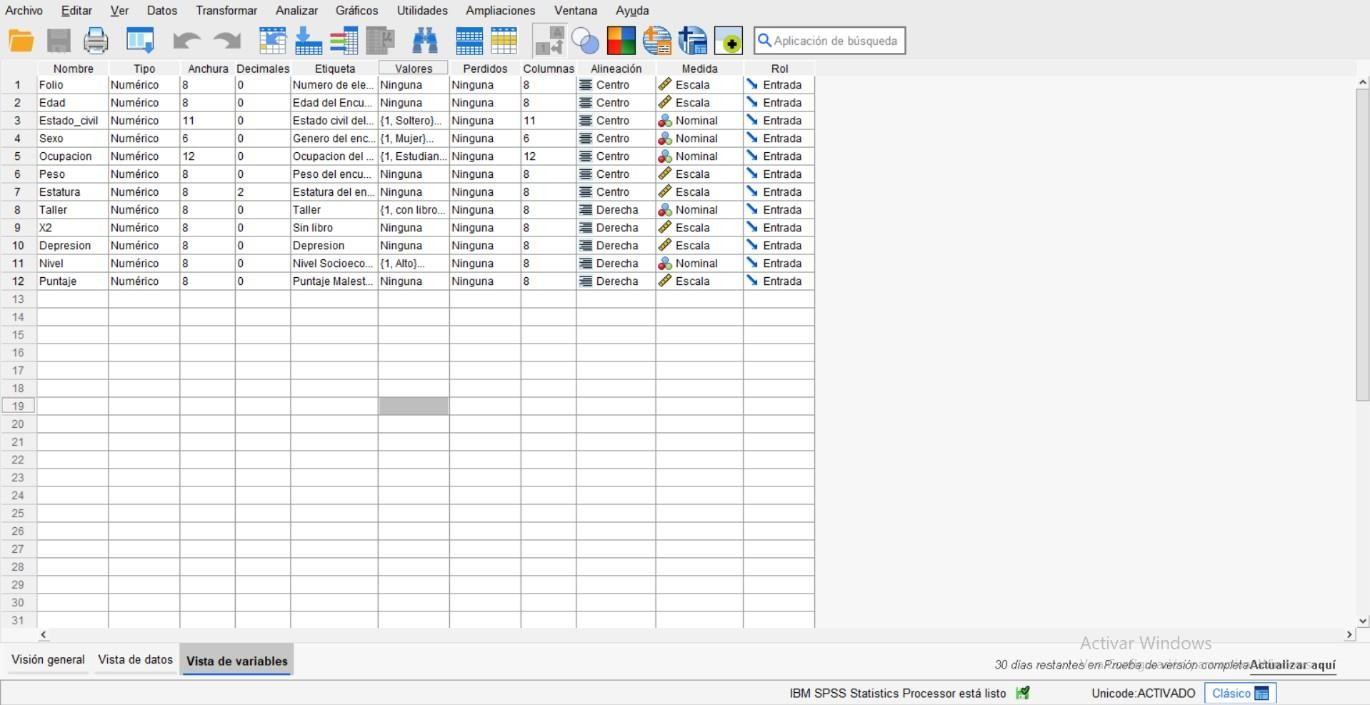 Archivo Editar Ver Datos Transformar Analizar Gráficos Utilidades Ampliaciones Ventana Ayuda
Aplicación de búsqueda
Nombre Tipo Anchura Decimales Etiqueta Valores Perdidos Columnas Alineación Medida Rol
1 Folio Numérico 8 0 Numero de ele... Ninguna Ninguna 8 Centro Escala Entrada
2 Edad Numérico 8 0 Edad del Encu... Ninguna Ninguna 8 Centro Escala Entrada
3 Estado_civil Numérico 11 0 Estado civil del... {1, Soltero}... Ninguna 11 Centro Nominal Entrada
4 Sexo Numérico 6 0 Genero del enc... {1, Mujer}... Ninguna 6 Centro Nominal Entrada
5 Ocupacion Numérico 12 0 Ocupacion del ... {1, Estudian... Ninguna 12 Centro Nominal Entrada
6 Peso Numérico 8 0 Peso del encu... Ninguna Ninguna 8 Centro Escala Entrada
7 Estatura Numérico 8 2 Estatura del en... Ninguna Ninguna 8 Centro Escala Entrada
8 Taller Numérico 8 0 Taller {1, con libro... Ninguna 8 Derecha Nominal Entrada
9 X2 Numérico 8 0 Sin libro Ninguna Ninguna 8 Derecha Escala Entrada
10 Depresion Numérico 8 0 Depresion Ninguna Ninguna 8 Derecha Escala Entrada
11 Nivel Numérico 8 0 Nivel Socioeco... {1, Alto}... Ninguna 8 Derecha Nominal Entrada
12 Puntaje Numérico 8 0 Puntaje Malest... Ninguna Ninguna 8 Derecha Escala Entrada
13
14
15
16
17
18
19
20
21
22
23
24
25
26
27
28
29
30
31
Activar Windows
Visión general Vista de datos Vista de variables
30 días restantes en Prueba de versión completa Actualizar aquí
IBM SPSS Statistics Processor está listo Unicode:ACTIVADO Clásico